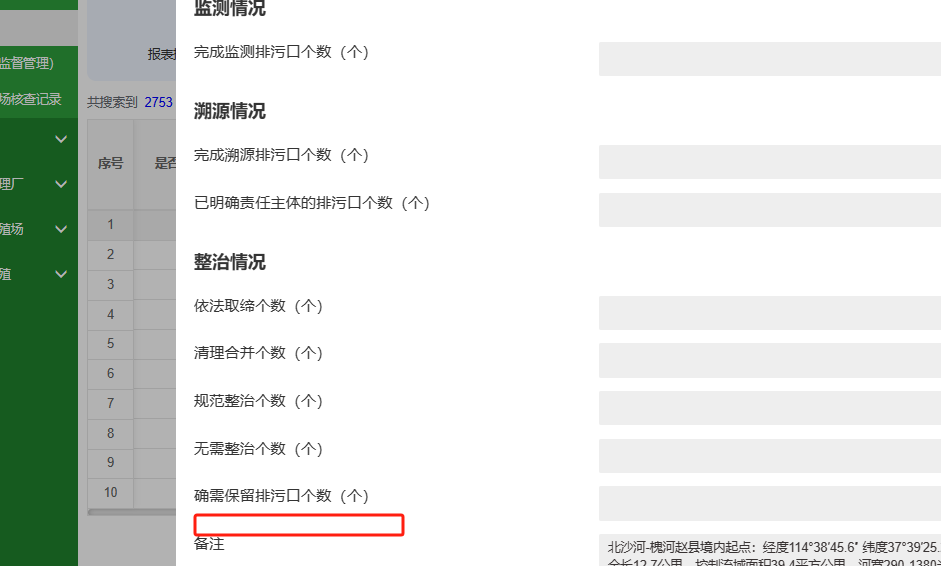 监测情况
监督管理)
报表
完成监测排污口个数（个）
场核查记录
共搜索到 2753
溯源情况
序号
是否
完成溯源排污口个数（个）
理厂
已明确责任主体的排污口个数（个）
殖场
1
2
整治情况
殖
3
依法取缔个数（个）
4
5
清理合并个数（个）
6
规范整治个数（个）
7
8
无需整治个数（个）
9
10
确需保留排污口个数（个）
备注
北沙河-槐河赵县境内起点：经度114°38'45.6" 纬度37°39'25.
全长12.7公里，控制流域面积39.4平方公里，河宽290-1380